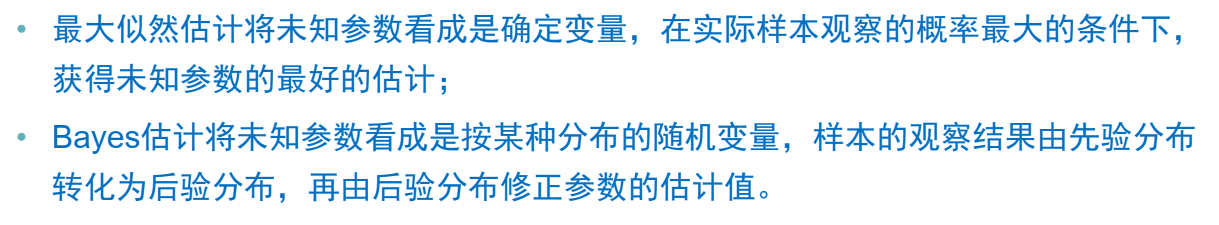 • 最大似然估计将未知参数看成是确定变量，在实际样本观察的概率最大的条件下，
获得未知参数的最好的估计；
• Bayes估计将未知参数看成是按某种分布的随机变量，样本的观察结果由先验分布
转化为后验分布，再由后验分布修正参数的估计值。